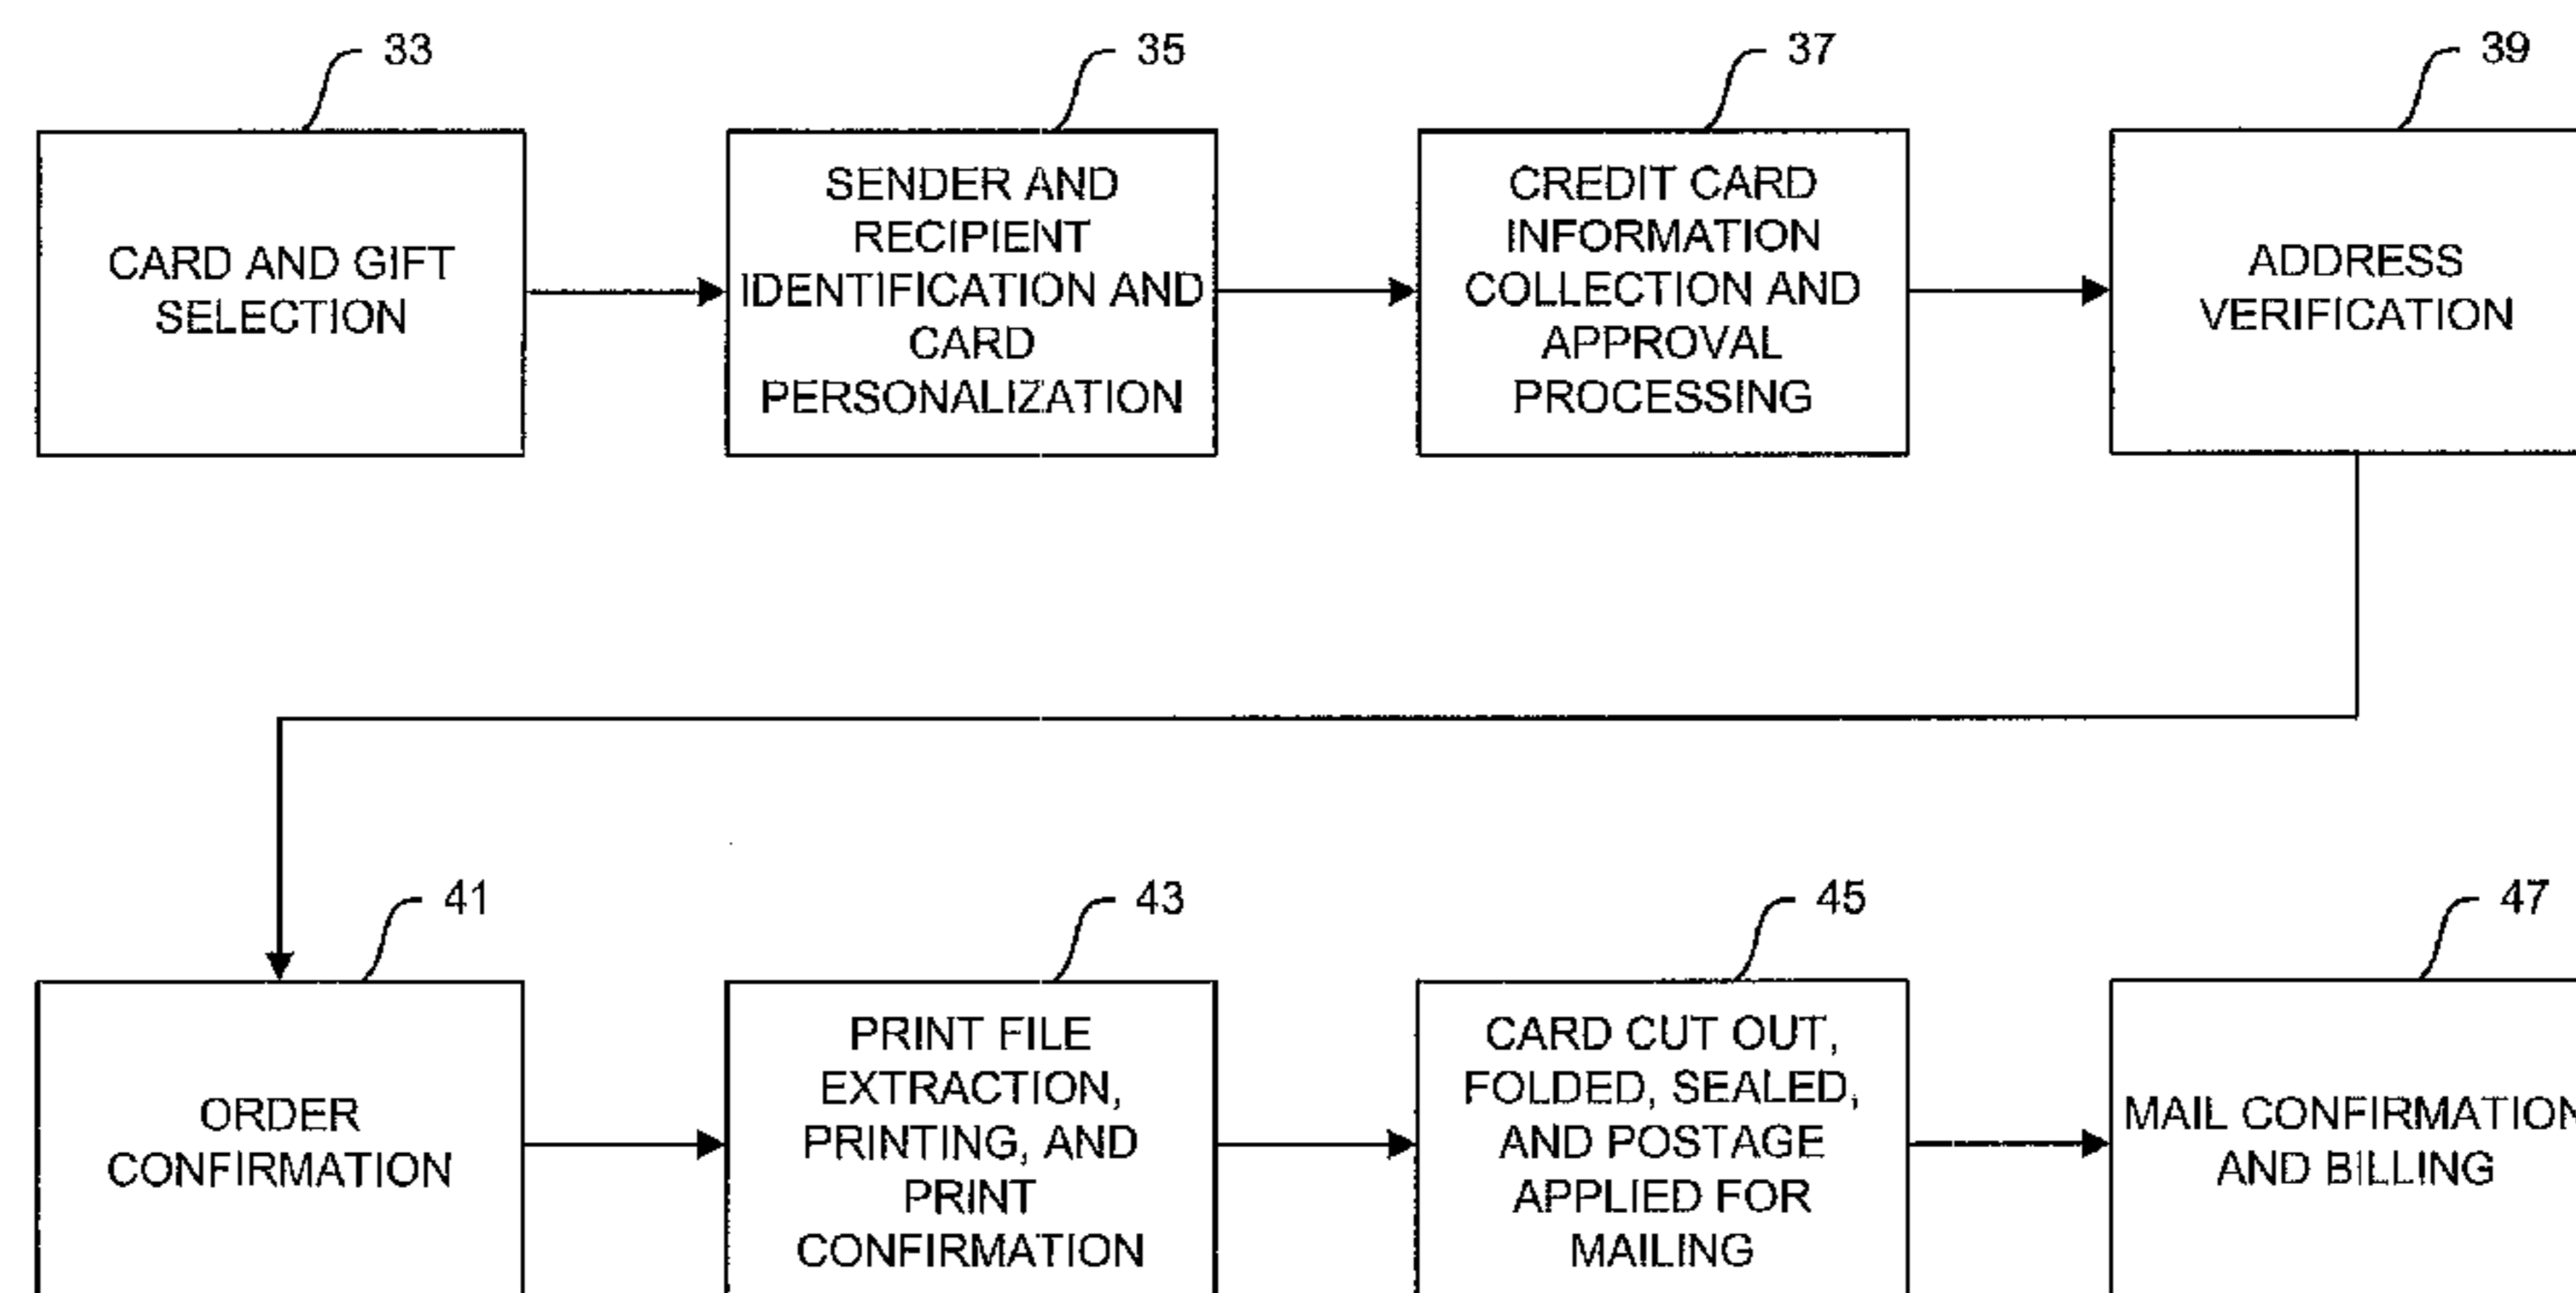 33
35
37
39
CARD AND GIFT
SELECTION
SENDER AND
RECIPIENT
IDENTIFICATION AND
CARD
PERSONALIZATION
CREDIT CARD
INFORMATION
COLLECTION AND
APPROVAL
PROCESSING
ADDRESS
VERIFICATION
41
43
45
47
ORDER
CONFIRMATION
PRINT FILE
EXTRACTION,
PRINTING, AND
PRINT
CONFIRMATION
CARD CUT OUT,
FOLDED, SEALED,
AND POSTAGE
APPLIED FOR
MAILING
MAIL CONFIRMATION
AND BILLING